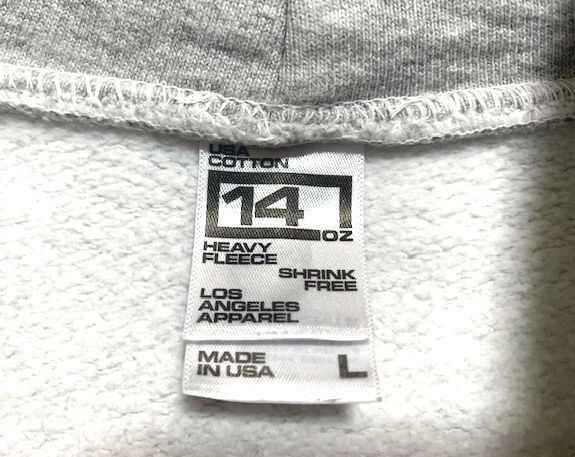 USA
COTTON
14
OZ
HEAVY
FLEECE
SHRINK
FREE
LOS
ANGELES
APPAREL
MADE
IN USA
L